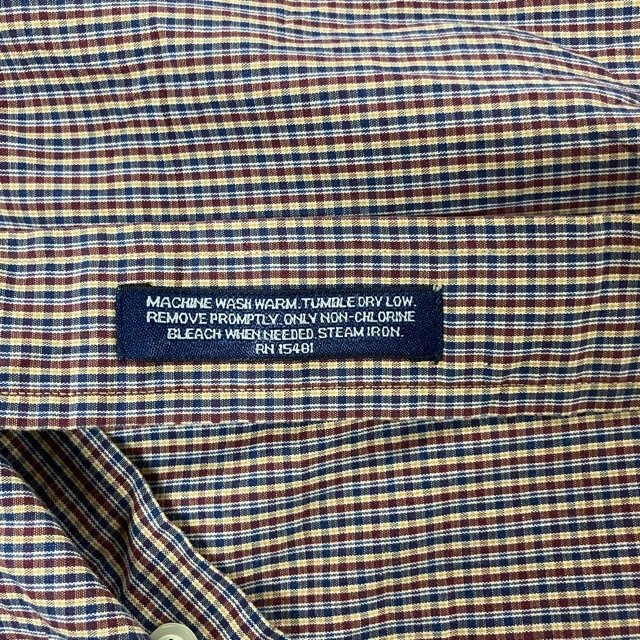 MACHINE WASH WARM. TUMBLE DRY LOW.
REMOVE PROMPTLY. ONLY NON-CHLORINE
BLEACH WHEN NEEDED. STEAM IRON.
RN 15481